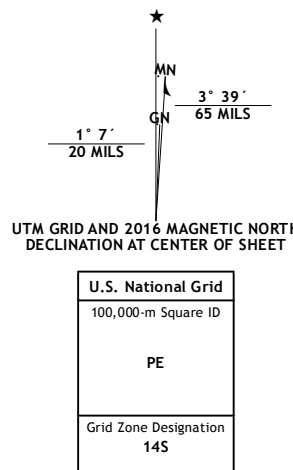 ★
MN
GN
3° 39´
65 MILS
1° 7´
20 MILS
UTM GRID AND 2016 MAGNETIC NORTH
DECLINATION AT CENTER OF SHEET
U.S. National Grid
100,000-m Square ID
PE
Grid Zone Designation
14S